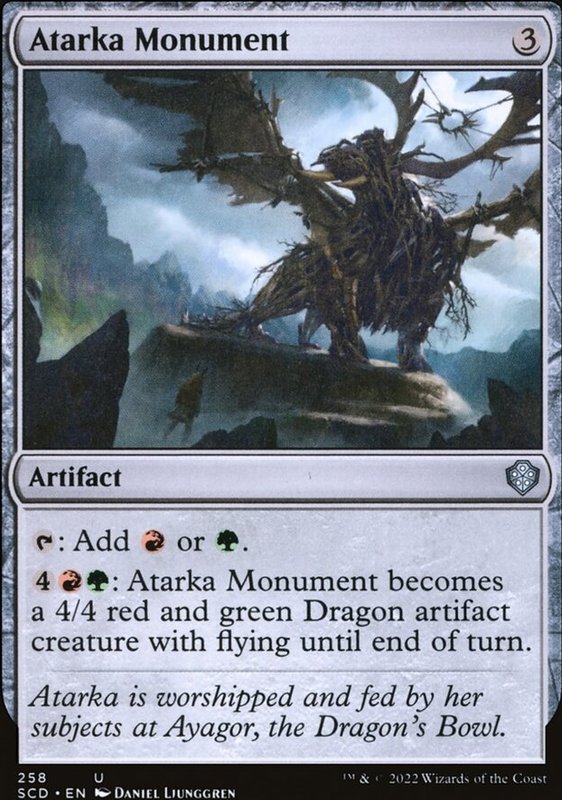 Atarka Monument 3
Artifact
: Add or .
4 : Atarka Monument becomes
a 4/4 red and green Dragon artifact
creature with flying until end of turn.
Atarka is worshipped and fed by her
subjects at Ayagor, the Dragon's Bowl.
258 U
SCD • EN Daniel Ljunggren
™ & © 2022 Wizards of the Coast